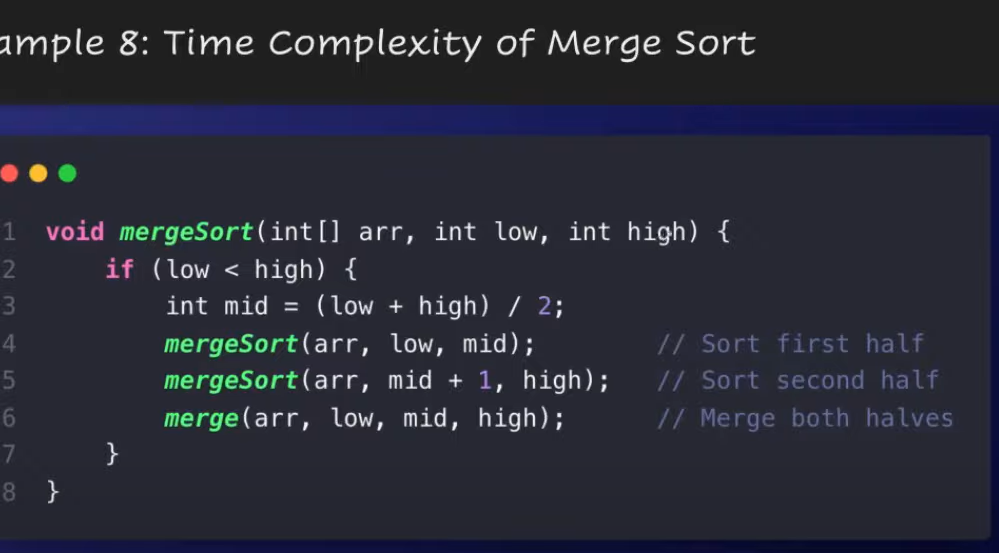 ample 8: Time Complexity of Merge Sort
1 void mergeSort(int[] arr, int low, int high) {
2     if (low < high) {
3         int mid = (low + high) / 2;
4         mergeSort(arr, low, mid);        // Sort first half
5         mergeSort(arr, mid + 1, high);   // Sort second half
6         merge(arr, low, mid, high);      // Merge both halves
7     }
8 }